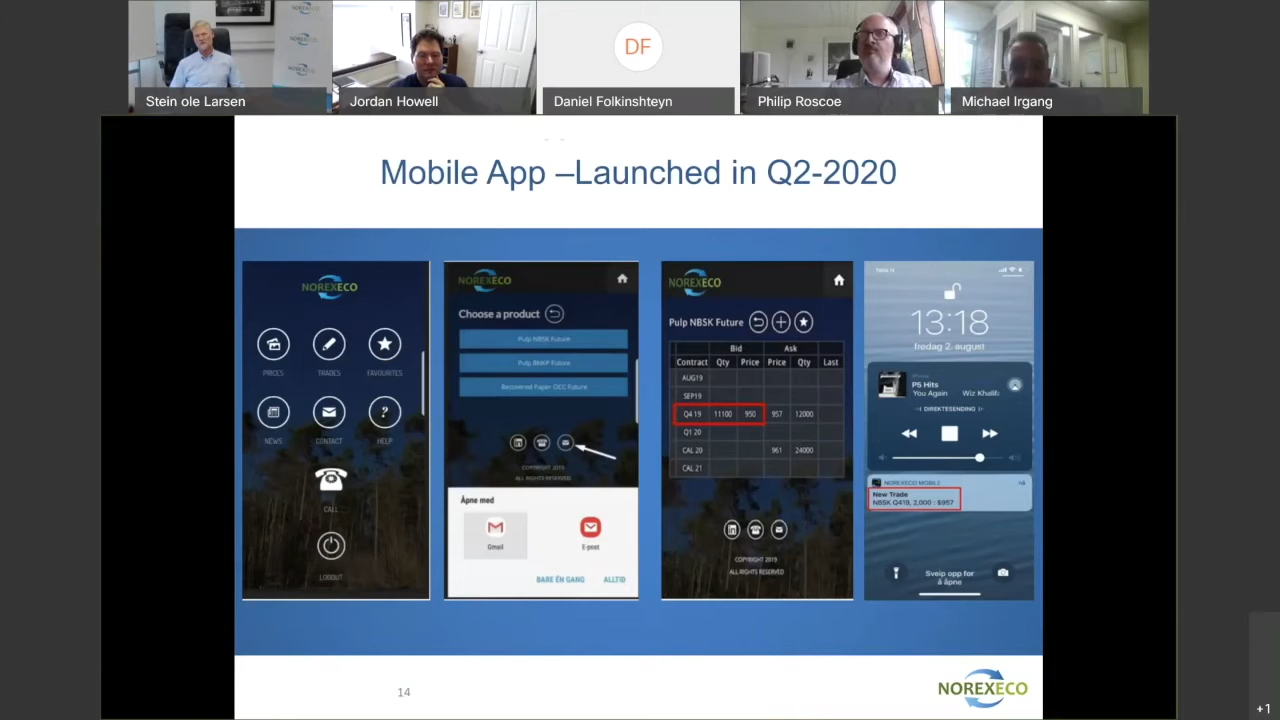 NOREXECO
Stein ole Larsen
Jordan Howell
DF
Daniel Folkinshteyn
Philip Roscoe
Michael Irgang
Mobile App –Launched in Q2-2020
NOREXECO
PRICES TRADES FAVOURITES
NEWS CONTACT HELP
CALL
LOGOUT
NOREXECO
Choose a product
Pulp NBSK Future
Pulp BHKP Future
Recovered Paper OCC Future
COPYRIGHT 2019
ALL RIGHTS RESERVED
Åpne med
Gmail E-post
BARE ÉN GANG ALLTID
NOREXECO
Pulp NBSK Future
Bid Ask
Contract Qty Price Price Qty Last
AUG19
SEP19
Q4 19 11100 950 957 12000
Q1 20
CAL 20 961 24000
CAL 21
COPYRIGHT 2019
ALL RIGHTS RESERVED
13:18
fredag 2. august
iPhone
P5 Hits
You Again Wiz Khalifa
DIREKTESENDING
NOREXECO MOBILE nå
New Trade
NBSK Q419, 2,000 : $957
Sveip opp for
å åpne
14
NOREXECO
+1